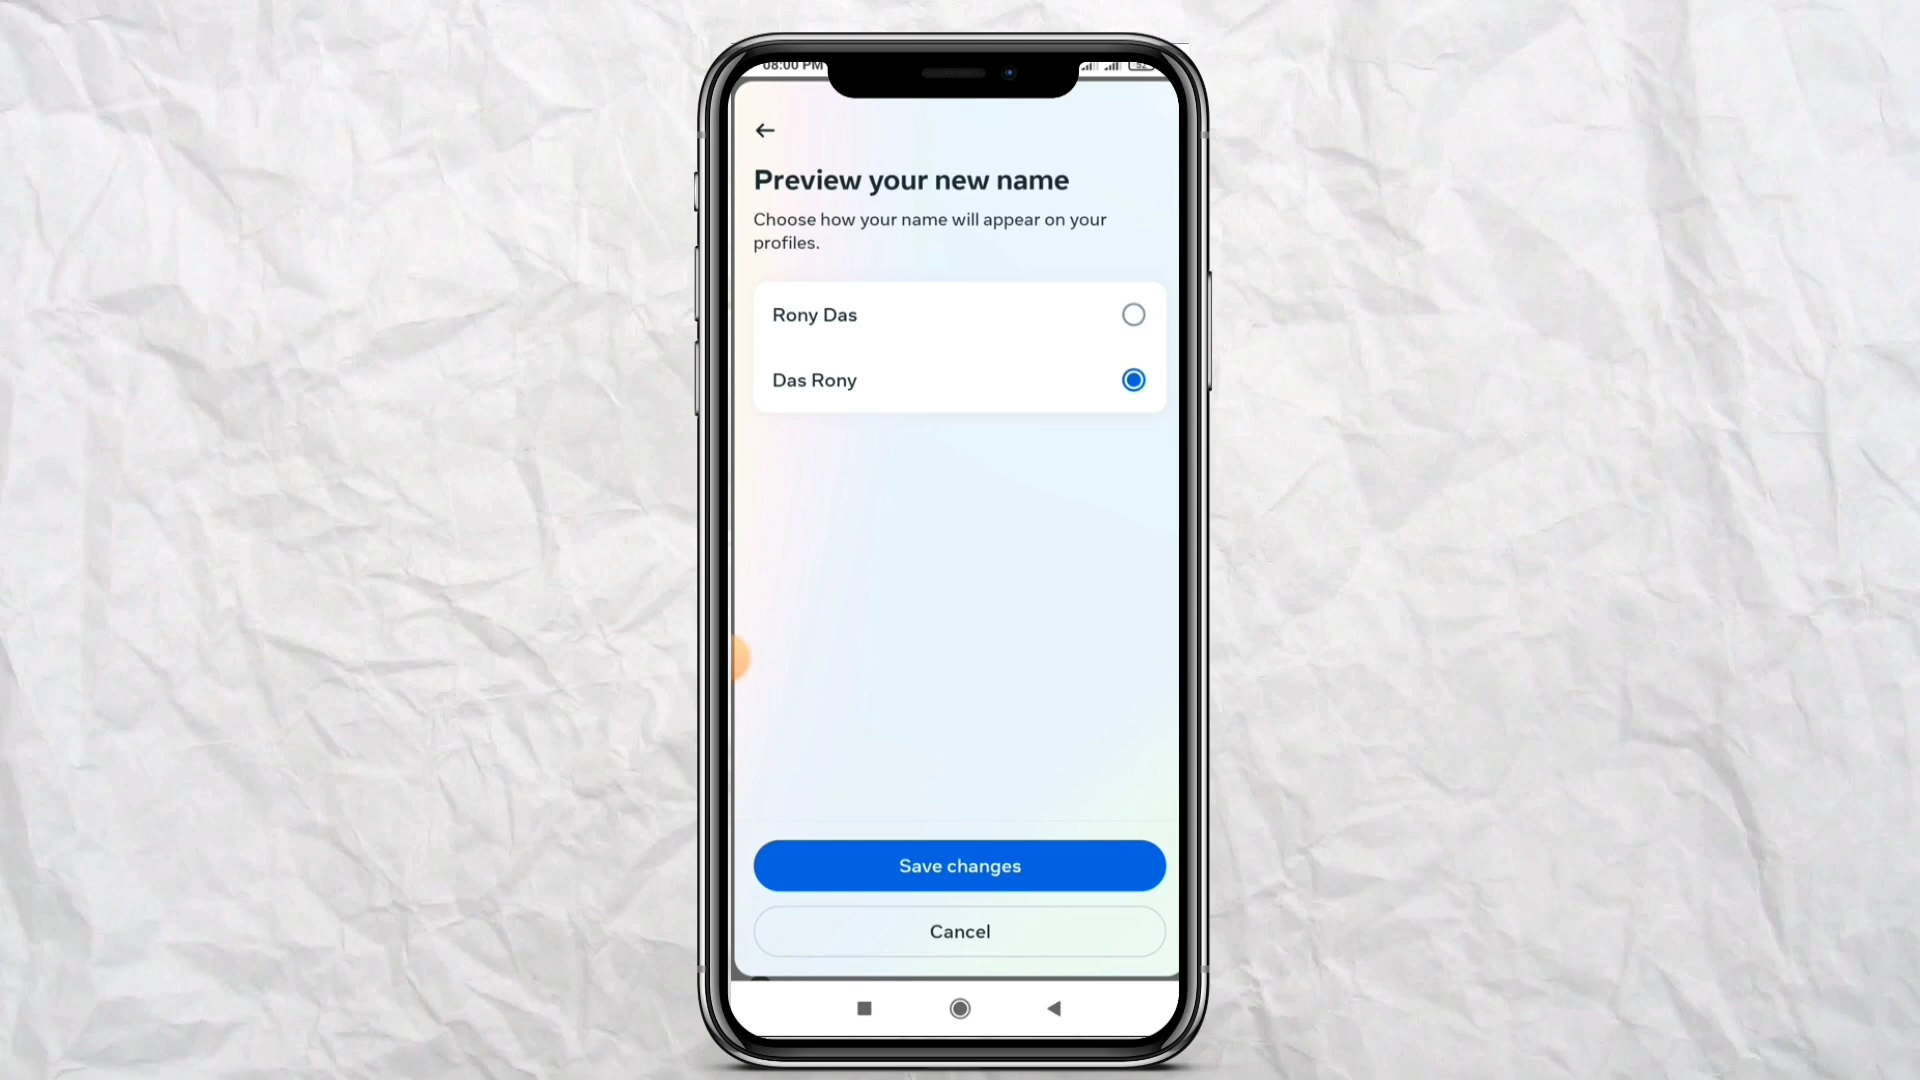 08:00 PM
52
Preview your new name
Choose how your name will appear on your
profiles.
Rony Das
Das Rony
Save changes
Cancel